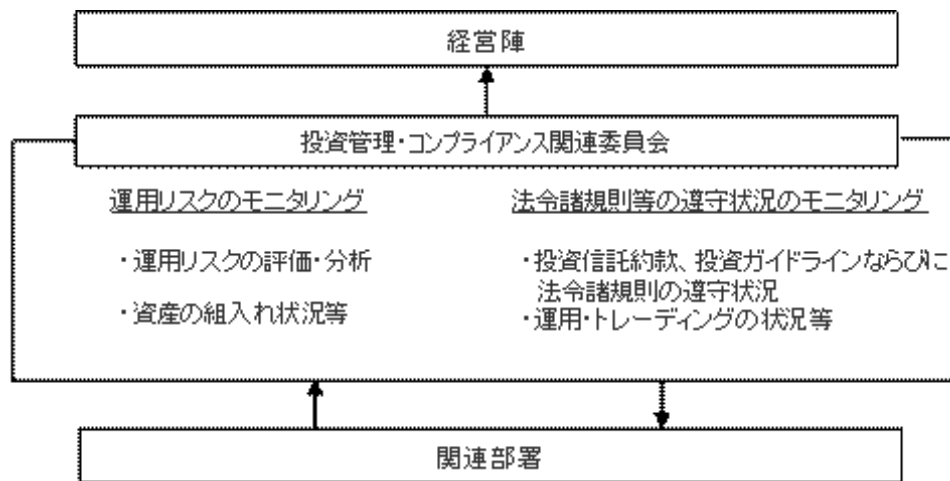 経営陣
投資管理・コンプライアンス関連委員会
運用リスクのモニタリング
・運用リスクの評価・分析
・資産の組入れ状況等
法令諸規則等の遵守状況のモニタリング
・投資信託約款、投資ガイドラインならびに
法令諸規則の遵守状況
・運用・トレーディングの状況等
関連部署